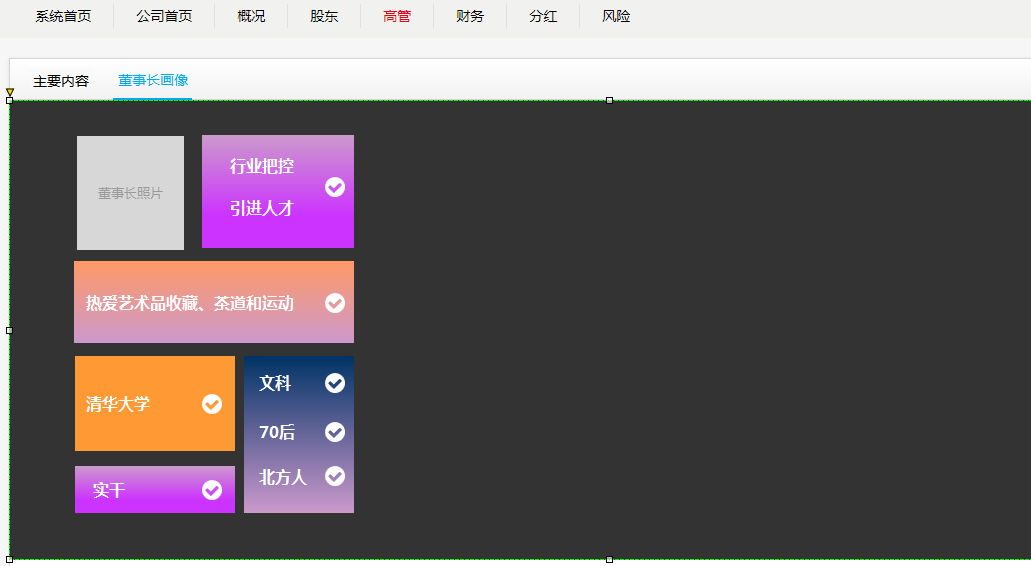 系统首页 公司首页 概况 股东 高管 财务 分红 风险
主要内容 董事长画像
董事长照片
行业把控
引进人才
热爱艺术品收藏、茶道和运动
清华大学
文科
70后
北方人
实干